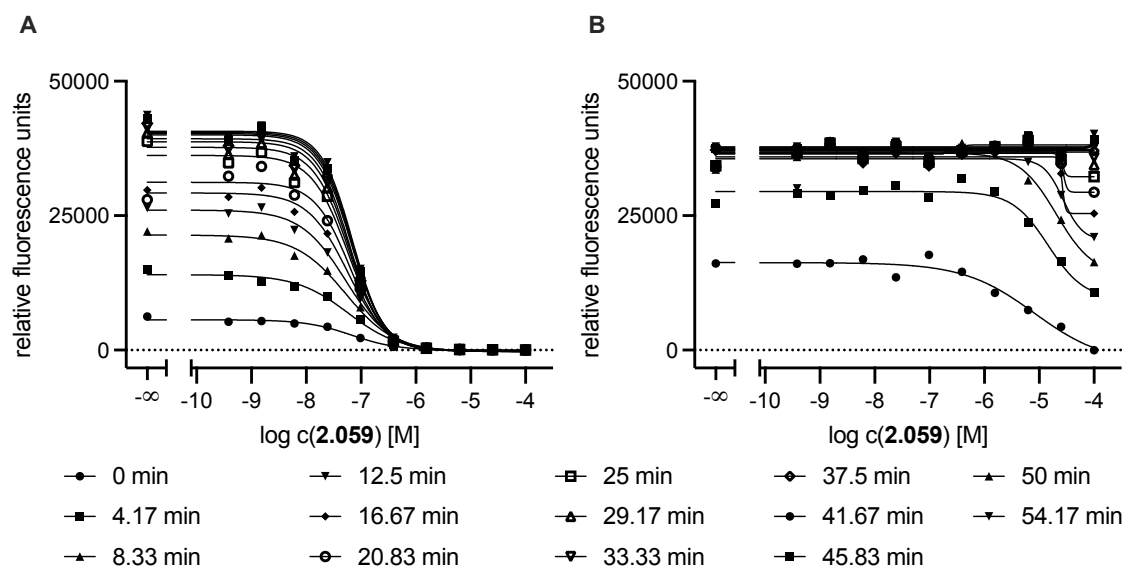 A
B
relative fluorescence units
50000
25000
0
-∞
-10
-9
-8
-7
-6
-5
-4
log c(2.059) [M]
relative fluorescence units
50000
25000
0
-∞
-10
-9
-8
-7
-6
-5
-4
log c(2.059) [M]
0 min
12.5 min
25 min
37.5 min
50 min
4.17 min
16.67 min
29.17 min
41.67 min
54.17 min
8.33 min
20.83 min
33.33 min
45.83 min